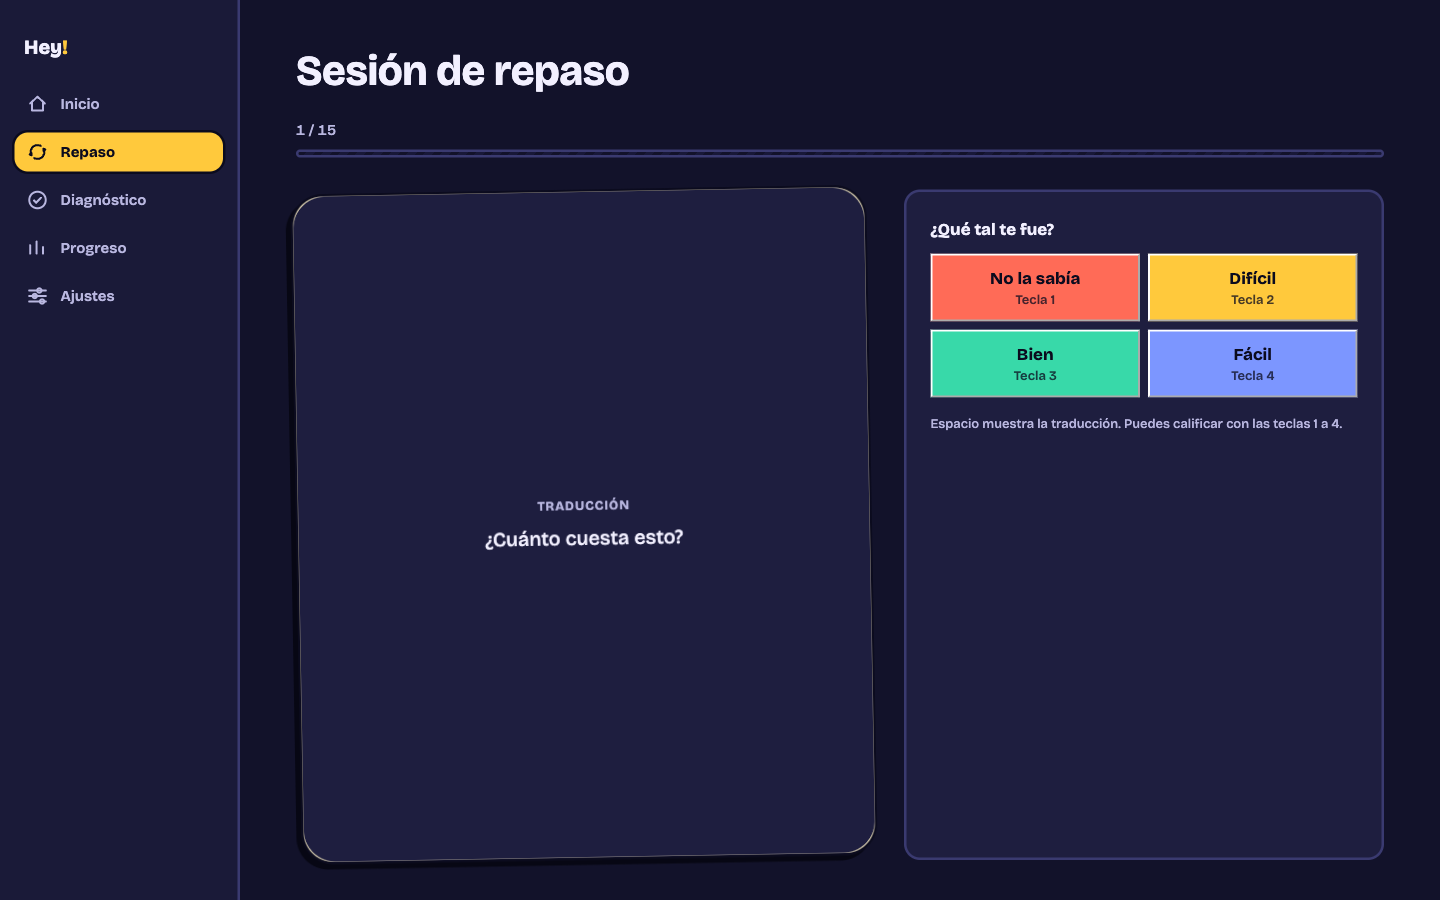 Hey!
Inicio
Repaso
Diagnóstico
Progreso
Ajustes
Sesión de repaso
1 / 15
TRADUCCIÓN
¿Cuánto cuesta esto?
¿Qué tal te fue?
No la sabía
Tecla 1
Difícil
Tecla 2
Bien
Tecla 3
Fácil
Tecla 4
Espacio muestra la traducción. Puedes calificar con las teclas 1 a 4.